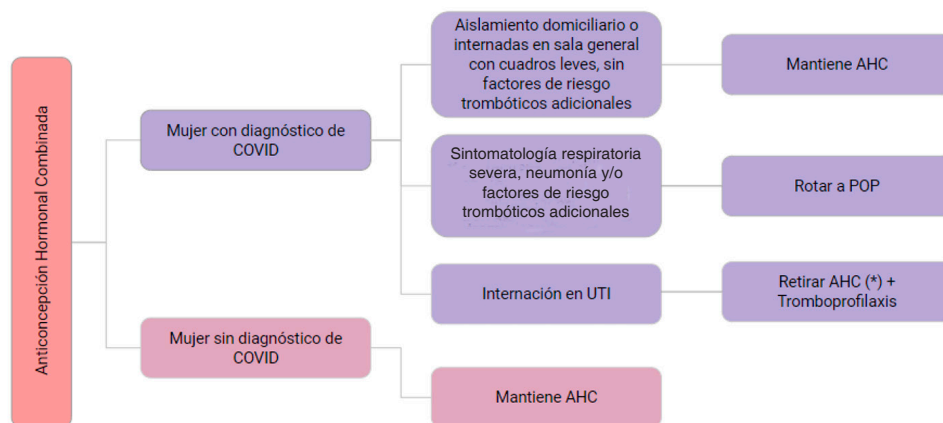 Anticoncepción Hormonal Combinada
Mujer con diagnóstico de
COVID
Aislamiento domiciliario o
internadas en sala general
con cuadros leves, sin
factores de riesgo
trombóticos adicionales
Mantiene AHC
Sintomatología respiratoria
severa, neumonía y/o
factores de riesgo
trombóticos adicionales
Rotar a POP
Internación en UTI
Retirar AHC (*) +
Tromboprofilaxis
Mujer sin diagnóstico de
COVID
Mantiene AHC